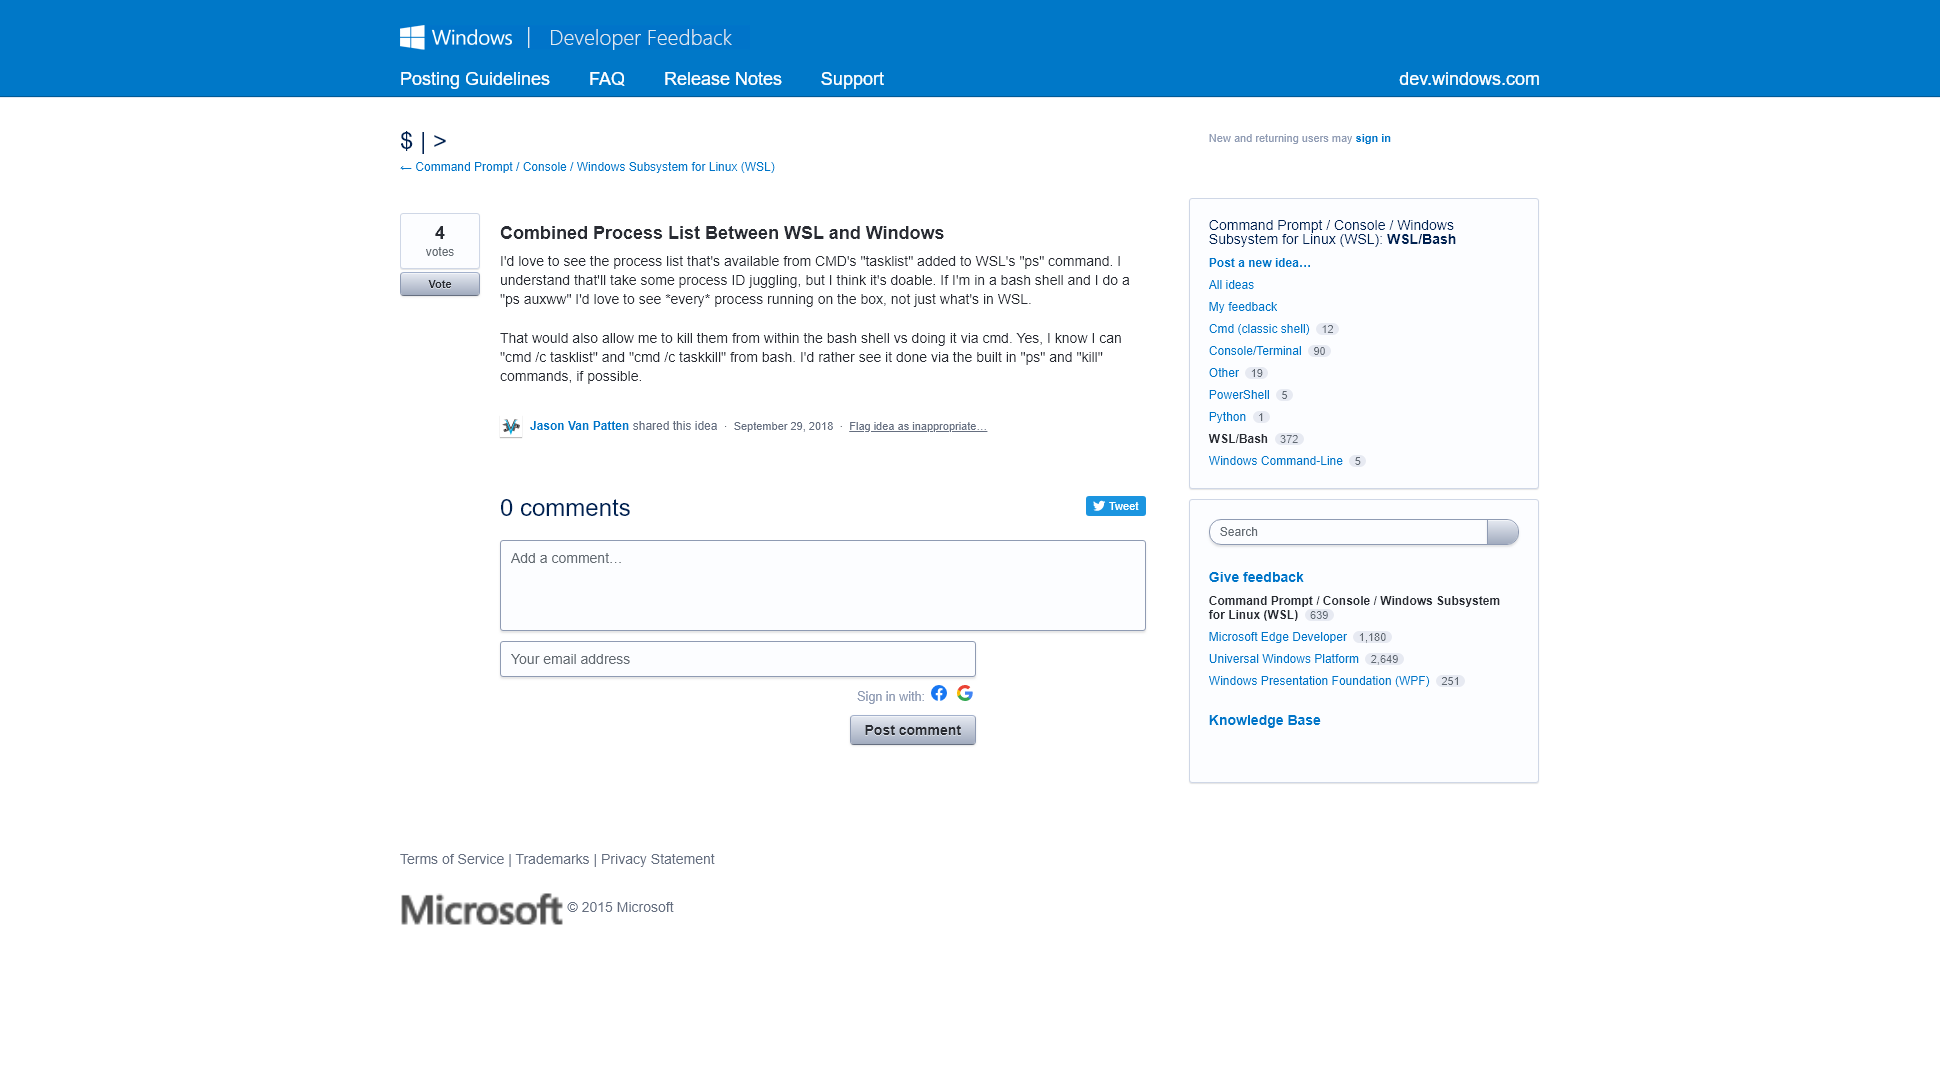 Windows | Developer Feedback
Posting Guidelines FAQ Release Notes Support dev.windows.com
$ | >
← Command Prompt / Console / Windows Subsystem for Linux (WSL)
New and returning users may sign in
4
votes
Vote
Combined Process List Between WSL and Windows
I'd love to see the process list that's available from CMD's "tasklist" added to WSL's "ps" command. I
understand that'll take some process ID juggling, but I think it's doable. If I'm in a bash shell and I do a
"ps auxww" I'd love to see *every* process running on the box, not just what's in WSL.
That would also allow me to kill them from within the bash shell vs doing it via cmd. Yes, I know I can
"cmd /c tasklist" and "cmd /c taskkill" from bash. I'd rather see it done via the built in "ps" and "kill"
commands, if possible.
Jason Van Patten shared this idea · September 29, 2018 · Flag idea as inappropriate…
0 comments
Tweet
Add a comment…
Your email address
Sign in with:
Post comment
Command Prompt / Console / Windows
Subsystem for Linux (WSL): WSL/Bash
Post a new idea…
All ideas
My feedback
Cmd (classic shell) 12
Console/Terminal 90
Other 19
PowerShell 5
Python 1
WSL/Bash 372
Windows Command-Line 5
Search
Give feedback
Command Prompt / Console / Windows Subsystem
for Linux (WSL) 639
Microsoft Edge Developer 1,180
Universal Windows Platform 2,649
Windows Presentation Foundation (WPF) 251
Knowledge Base
Terms of Service | Trademarks | Privacy Statement
Microsoft © 2015 Microsoft